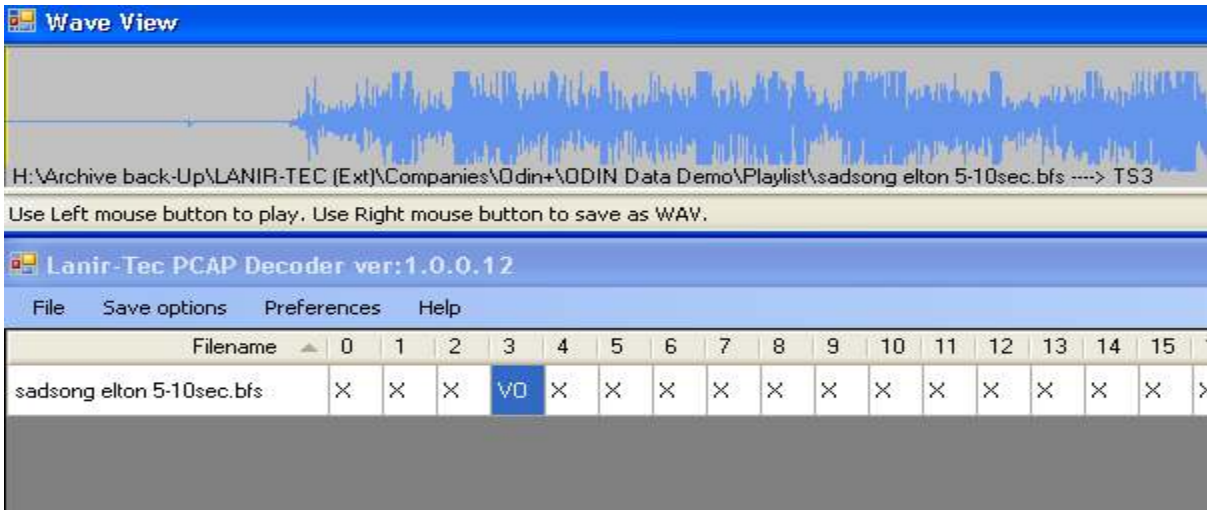 Wave View
H:\Archive back-Up\LANIR-TEC (Ext)\Companies\Odin+\ODIN Data Demo\Playlist\sadsong elton 5-10sec.bfs ----> TS3
Use Left mouse button to play. Use Right mouse button to save as WAV.
Lanir-Tec PCAP Decoder ver:1.0.0.12
File Save options Preferences Help
Filename 0 1 2 3 4 5 6 7 8 9 10 11 12 13 14 15
sadsong elton 5-10sec.bfs X X X VO X X X X X X X X X X X X